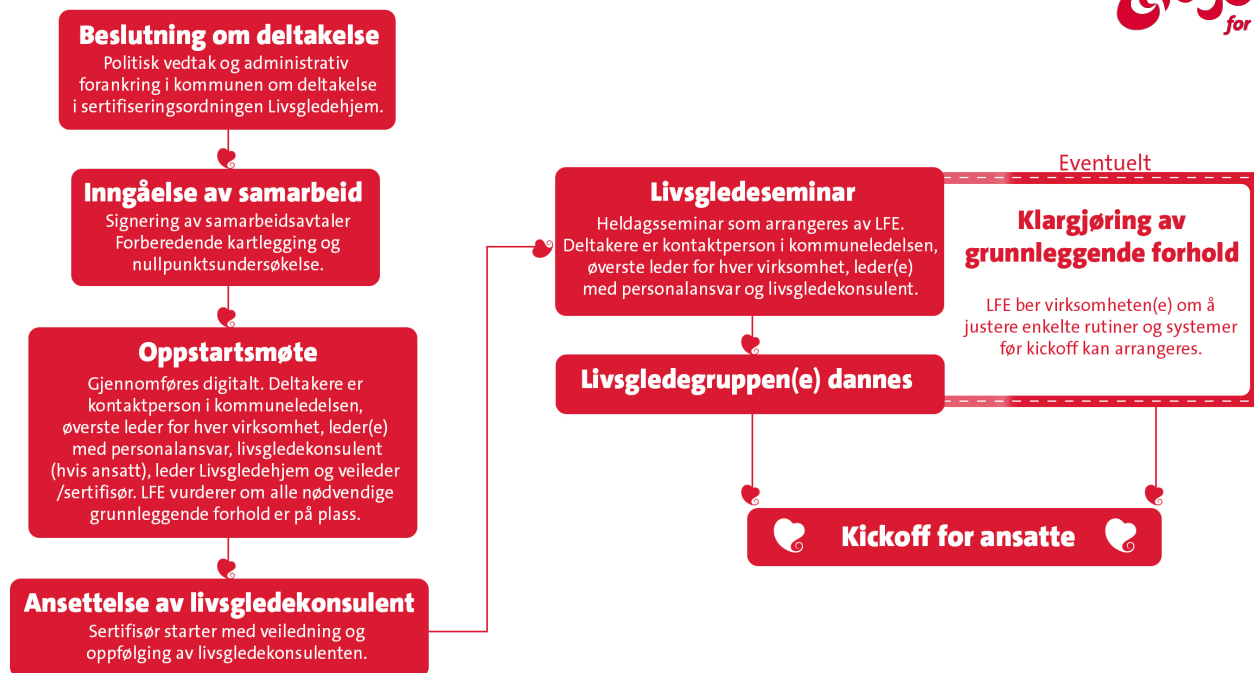 for
Beslutning om deltakelse
Politisk vedtak og administrativ
forankring i kommunen om deltakelse
i sertifiseringsordningen Livsgledehjem.
Inngåelse av samarbeid
Signering av samarbeidsavtaler
Forberedende kartlegging og
nullpunktsundersøkelse.
Oppstartsmøte
Gjennomføres digitalt. Deltakere er
kontaktperson i kommuneledelsen,
øverste leder for hver virksomhet, leder(e)
med personalansvar, livsgledekonsulent
(hvis ansatt), leder Livsgledehjem og veileder
/sertifisør. LFE vurderer om alle nødvendige
grunnleggende forhold er på plass.
Ansettelse av livsgledekonsulent
Sertifisør starter med veiledning og
oppfølging av livsgledekonsulenten.
Livsgledeseminar
Heldagsseminar som arrangeres av LFE.
Deltakere er kontaktperson i kommuneledelsen,
øverste leder for hver virksomhet, leder(e)
med personalansvar og livsgledekonsulent.
Livsgledegruppen(e) dannes
Eventuelt
Klargjøring av
grunnleggende forhold
LFE ber virksomheten(e) om å
justere enkelte rutiner og systemer
før kickoff kan arrangeres.
Kickoff for ansatte